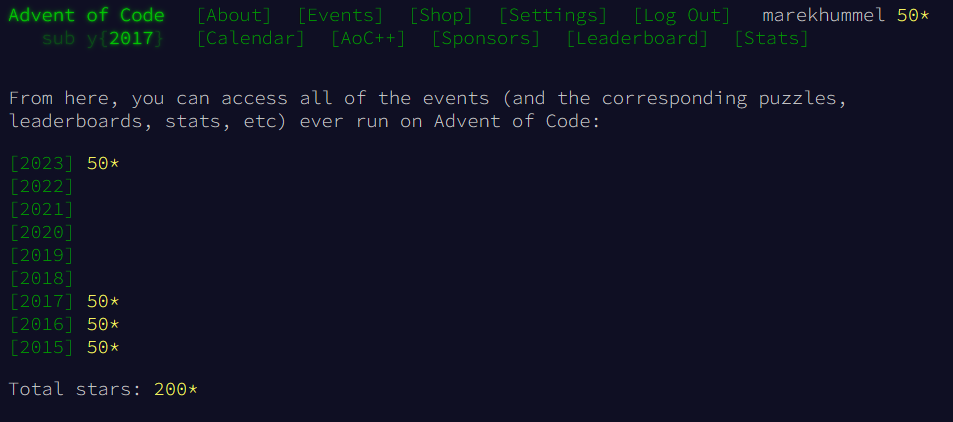 Advent of Code [About] [Events] [Shop] [Settings] [Log Out] marekhummel 50*
sub y{2017} [Calendar] [AoC++] [Sponsors] [Leaderboard] [Stats]
From here, you can access all of the events (and the corresponding puzzles,
leaderboards, stats, etc) ever run on Advent of Code:
[2023] 50*
[2022]
[2021]
[2020]
[2019]
[2018]
[2017] 50*
[2016] 50*
[2015] 50*
Total stars: 200*